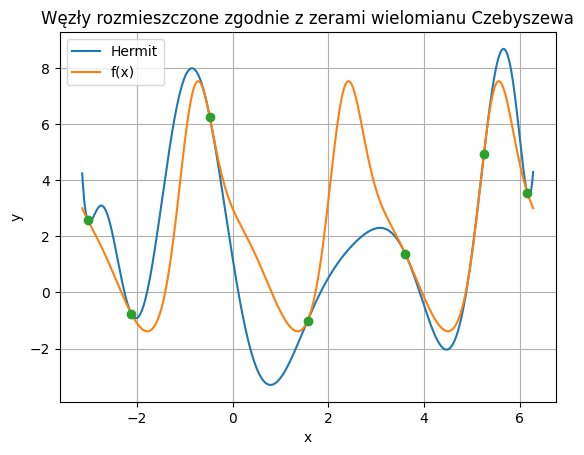 Węzły rozmieszczone zgodnie z zerami wielomianu Czebyszewa
Hermit
f(x)
8
6
4
2
0
−2
y
−2
0
2
4
6
x